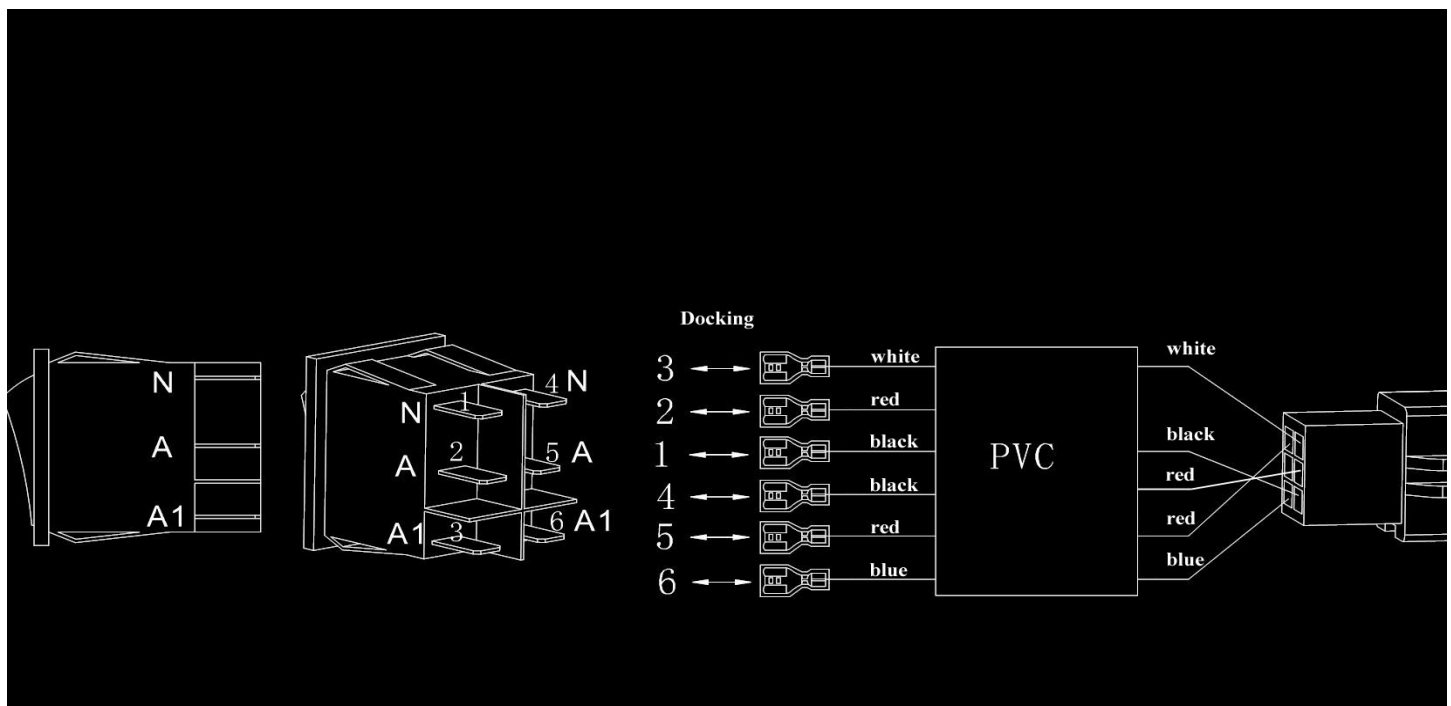 N
A
A1
N
A
A1
1
2
3
4 N
5 A
6 A1
Docking
3 white
2 red
1 black
4 black
5 red
6 blue
PVC
white
black
red
red
blue